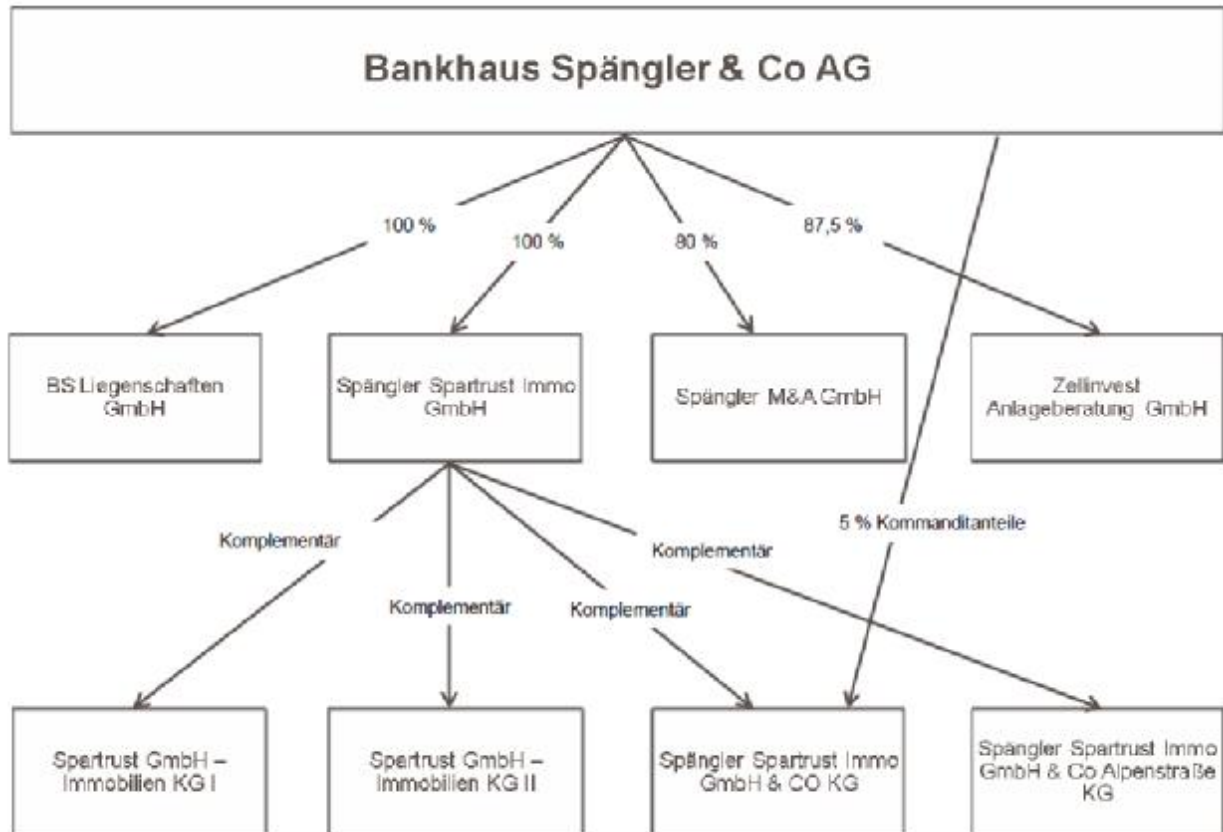 Bankhaus Spängler & Co AG
100 %
100 %
80 %
87,5 %
BS Liegenschaften
GmbH
Spängler Spartrust Immo
GmbH
Spängler M&A GmbH
Zellinvest
Anlageberatung GmbH
Komplementär
Komplementär
Komplementär
Komplementär
5 % Kommanditanteile
Spartrust GmbH –
Immobilien KG I
Spartrust GmbH –
Immobilien KG II
Spängler Spartrust Immo
GmbH & CO KG
Spängler Spartrust Immo
GmbH & Co Alpenstraße
KG